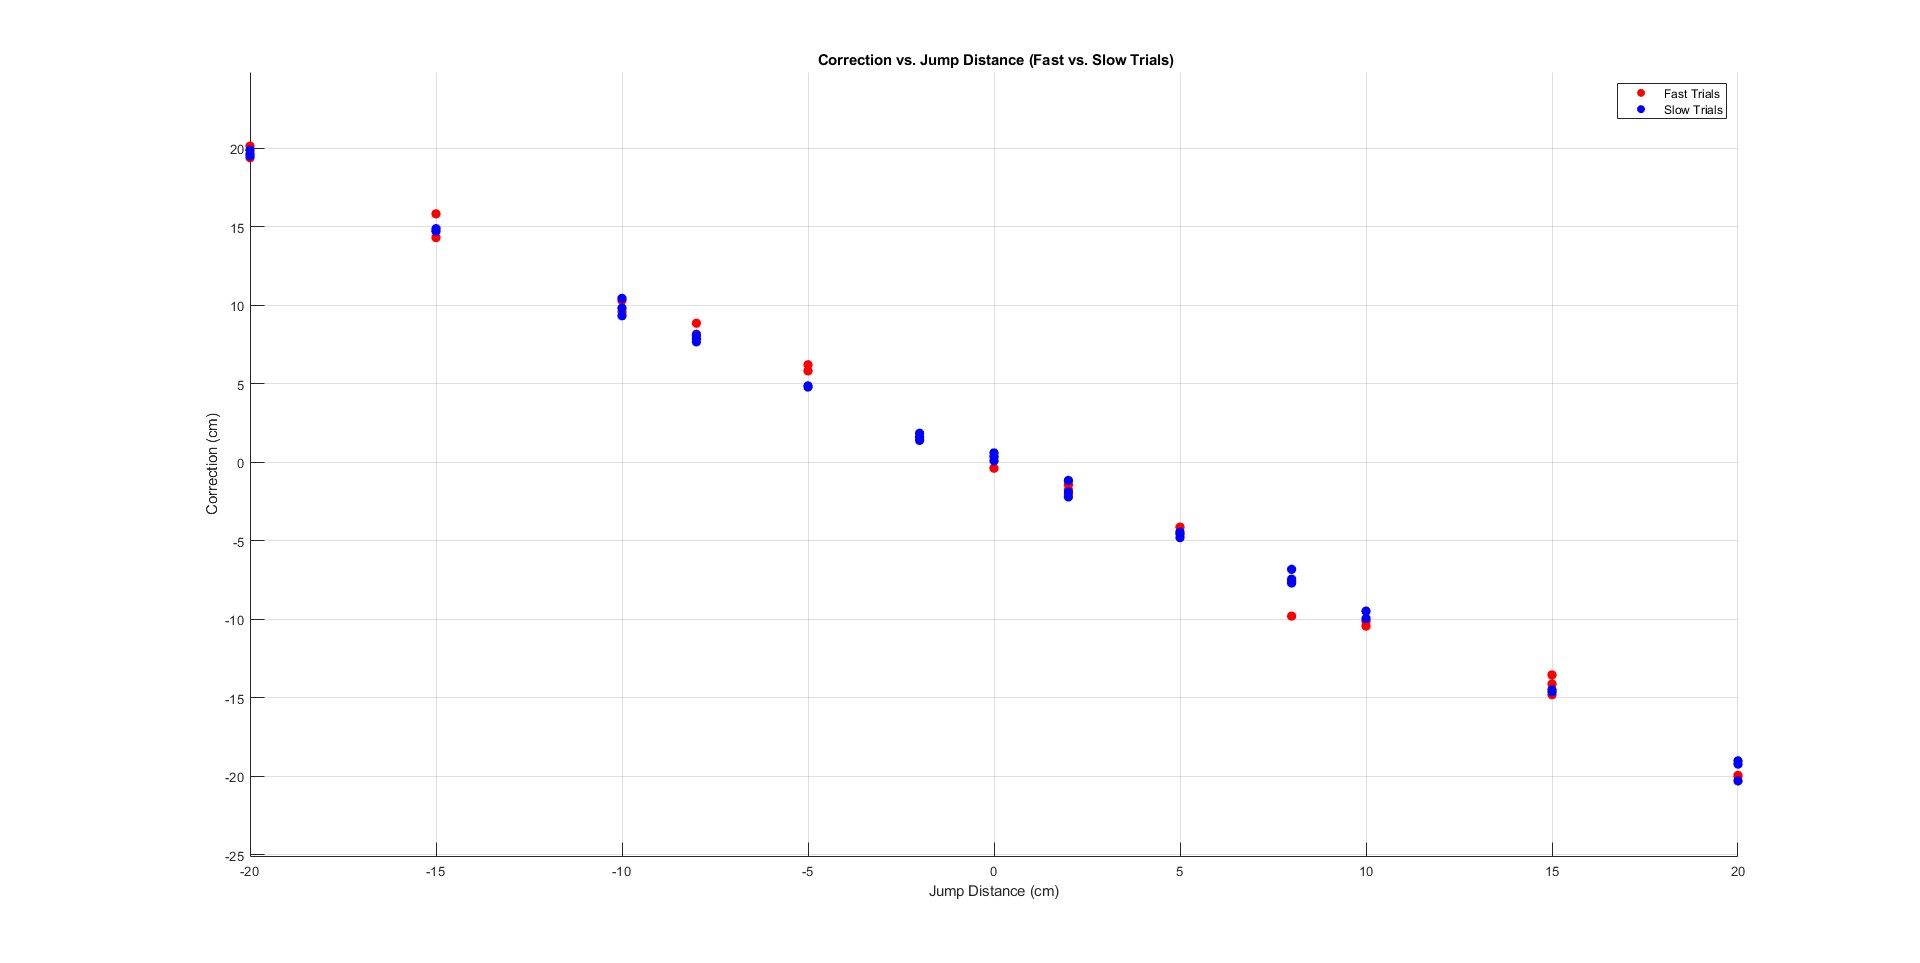 Correction vs. Jump Distance (Fast vs. Slow Trials)
Fast Trials
Slow Trials
20
15
10
5
0
-5
-10
-15
-20
-25
Correction (cm)
-20 -15 -10 -5 0 5 10 15 20
Jump Distance (cm)